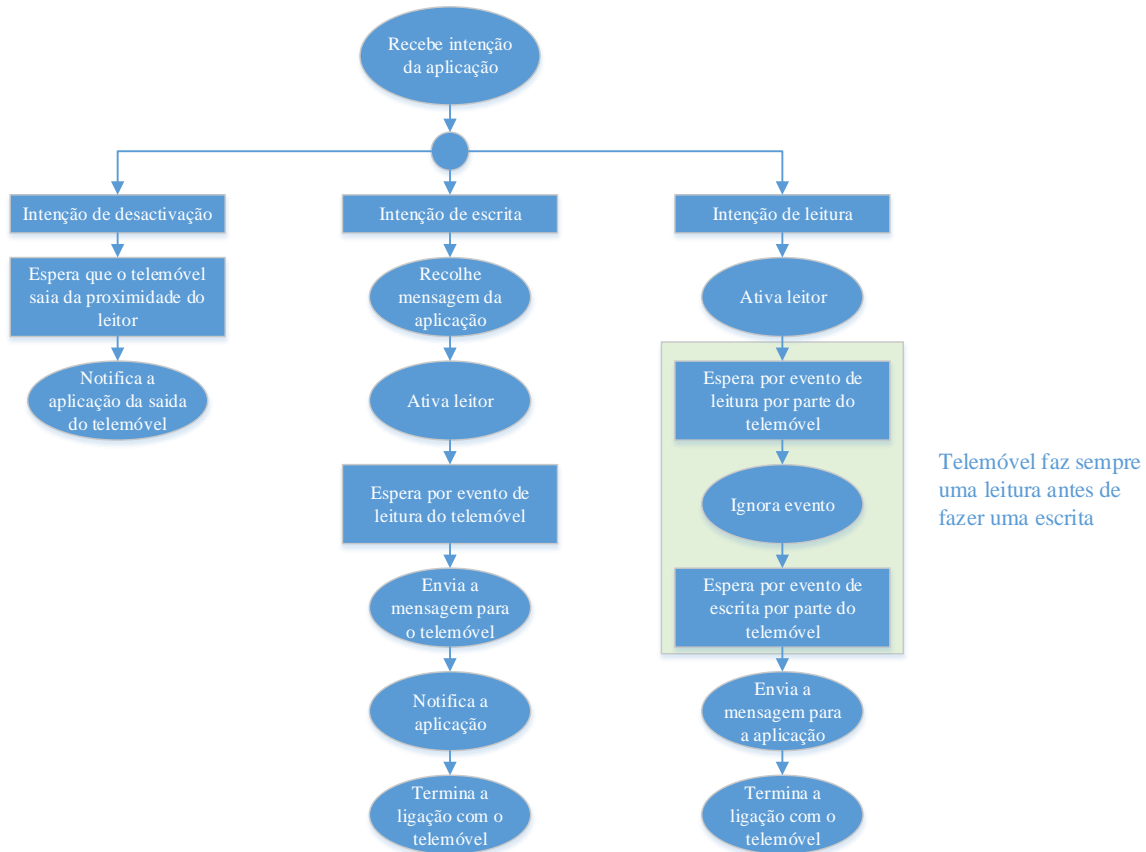 Recebe intenção
da aplicação
Intenção de desactivação
Espera que o telemóvel
saia da proximidade do
leitor
Notifica a
aplicação da saida
do telemóvel
Intenção de escrita
Recolhe
mensagem da
aplicação
Ativa leitor
Espera por evento de
leitura do telemóvel
Envia a
mensagem para
o telemóvel
Notifica a
aplicação
Termina a
ligação com o
telemóvel
Intenção de leitura
Ativa leitor
Espera por evento de
leitura por parte do
telemóvel
Ignora evento
Espera por evento de
escrita por parte do
telemóvel
Envia a
mensagem para
a aplicação
Termina a
ligação com o
telemóvel
Telemóvel faz sempre
uma leitura antes de
fazer uma escrita